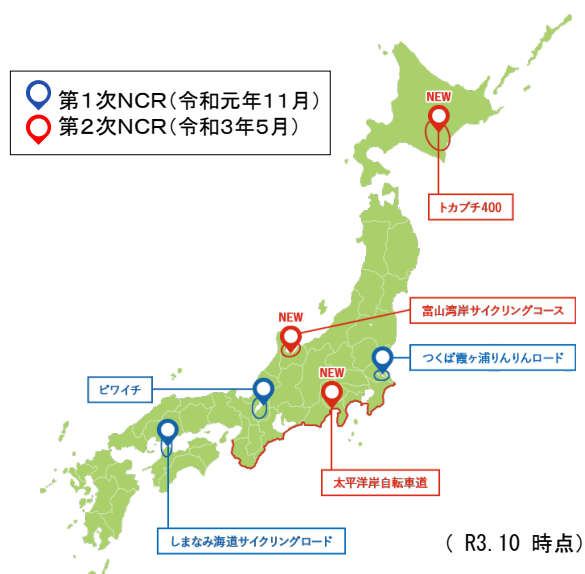 第１次NCR（令和元年１１月）
第２次NCR（令和３年５月）
NEW
トカプチ400
富山湾岸サイクリングコース
NEW
つくば霞ヶ浦りんりんロード
NEW
ビワイチ
太平洋岸自転車道
しまなみ海道サイクリングロード
( R3.10 時点)